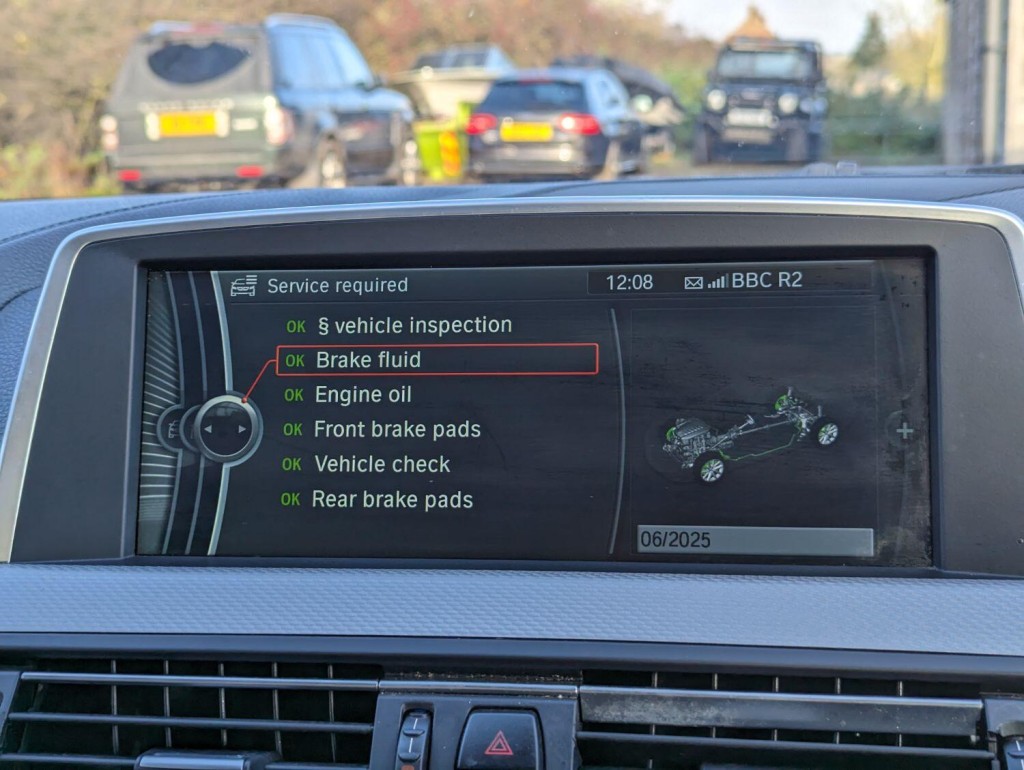 Service required
12:08
BBC R2
OK § vehicle inspection
OK Brake fluid
OK Engine oil
OK Front brake pads
OK Vehicle check
OK Rear brake pads
06/2025